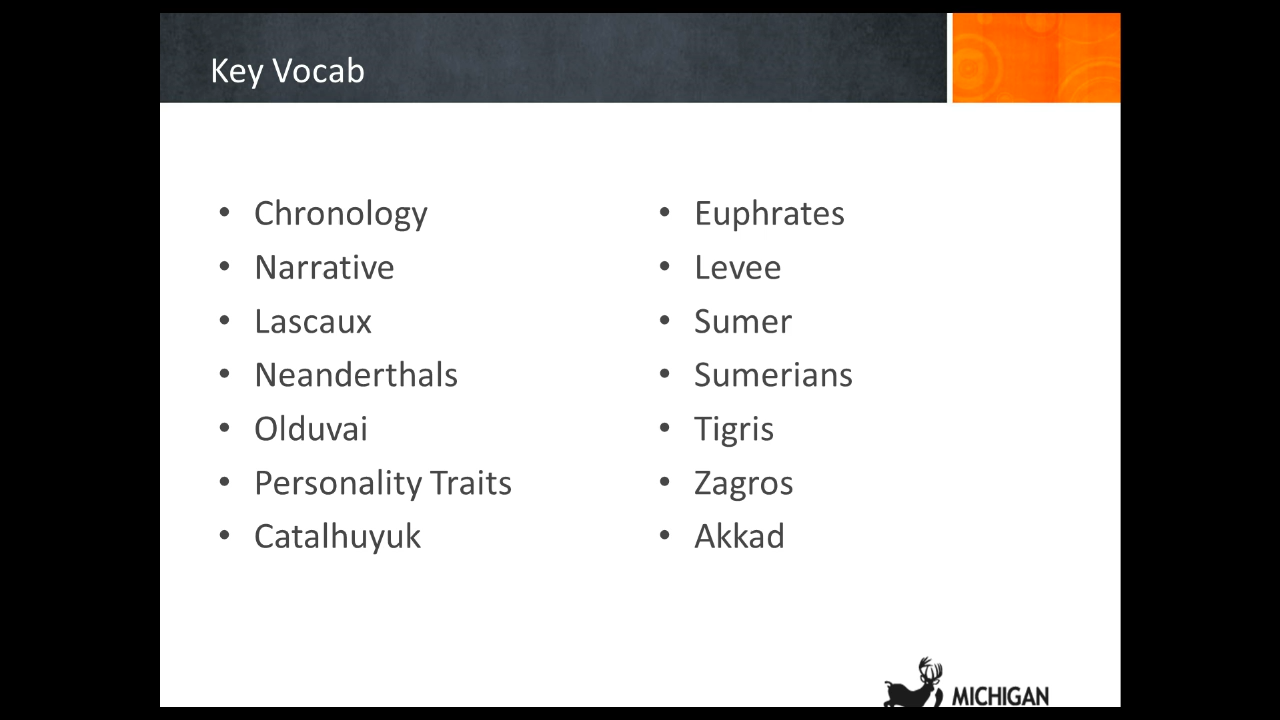 Key Vocab
• Chronology
• Narrative
• Lascaux
• Neanderthals
• Olduvai
• Personality Traits
• Catalhuyuk
• Euphrates
• Levee
• Sumer
• Sumerians
• Tigris
• Zagros
• Akkad
MICHIGAN